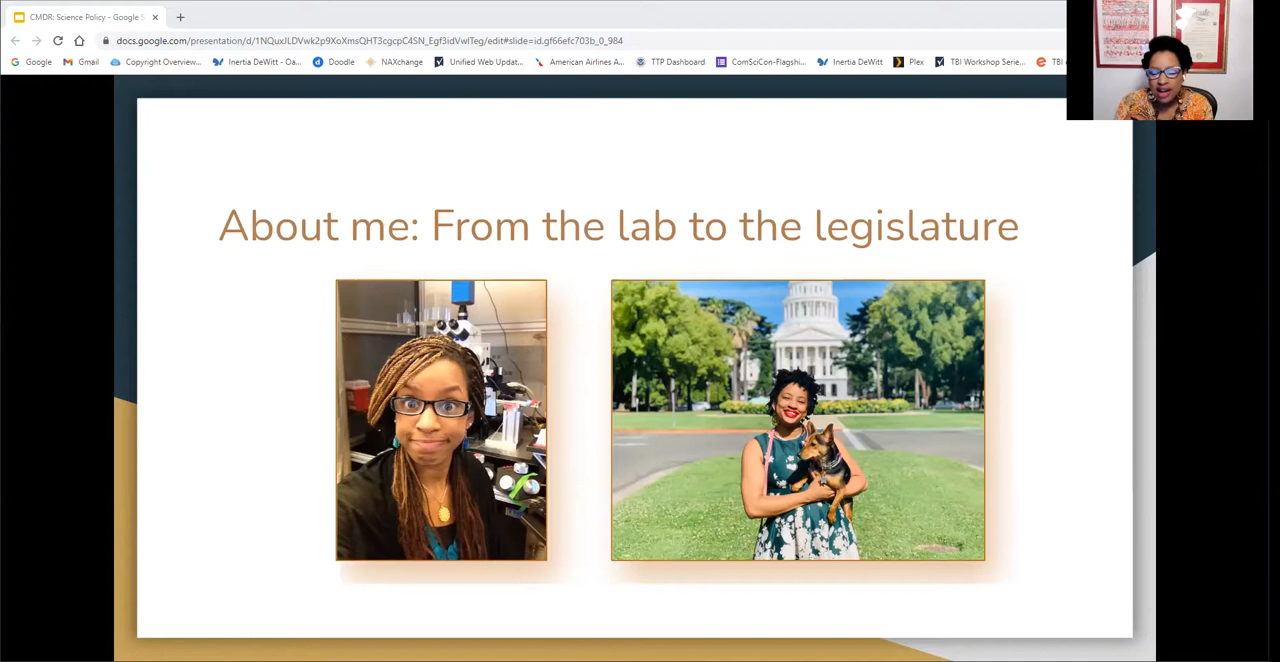 CMDR: Science Policy - Google S
docs.google.com/presentation/d/1NQuxJLDVwk2p9XoXmsQHT3cgcpCGKN_EpSidVwITeg/edit#slide=id.gf66efc703b_0_984
Google Gmail Copyright Overview... Inertia DeWitt - Oa... Doodle NAXchange Unified Web Updat... American Airlines A... TTP Dashboard ComSciCon-Flagshi... Inertia DeWitt Plex TBI Workshop Serie... TBI
About me: From the lab to the legislature